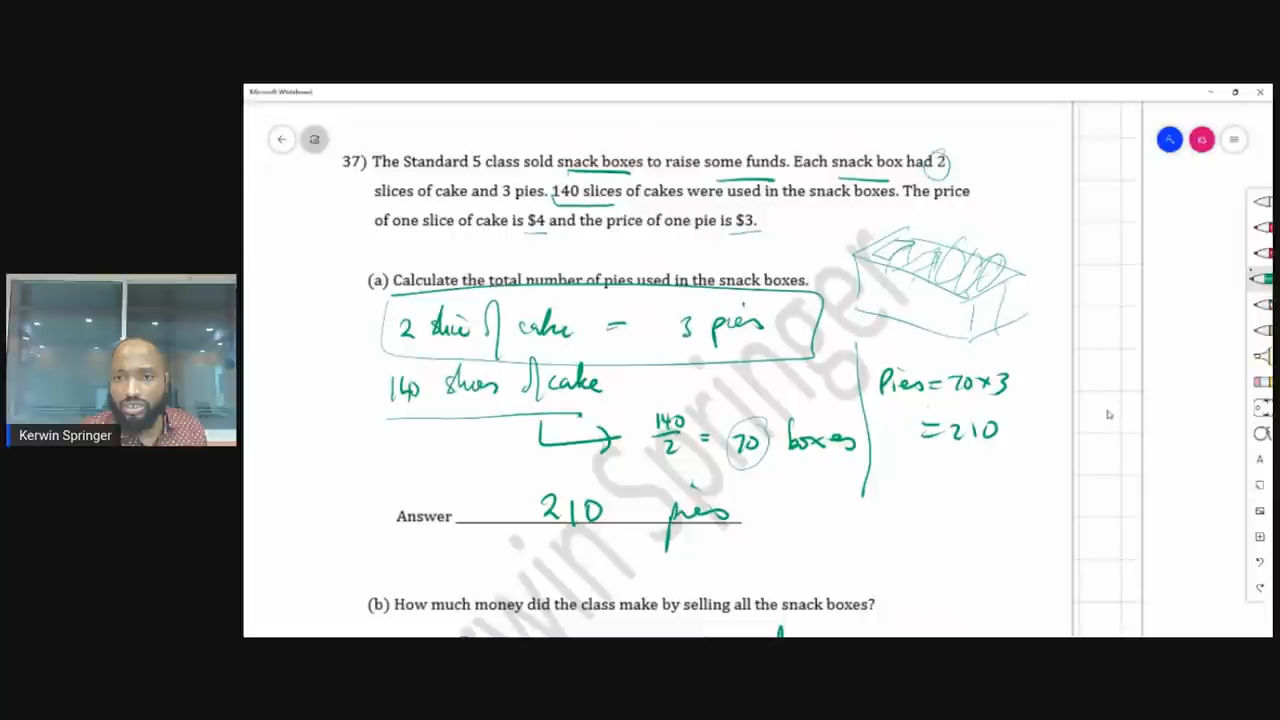 Microsoft Whiteboard
37) The Standard 5 class sold snack boxes to raise some funds. Each snack box had 2
slices of cake and 3 pies. 140 slices of cakes were used in the snack boxes. The price
of one slice of cake is $4 and the price of one pie is $3.
(a) Calculate the total number of pies used in the snack boxes.
2 slice of cake = 3 pies
140 slices of cake
140
2
= 70 boxes
Pies = 70 x 3
= 210
Answer 210 pies
(b) How much money did the class make by selling all the snack boxes?
Kerwin Springer
Kerwin Springer
KS
A